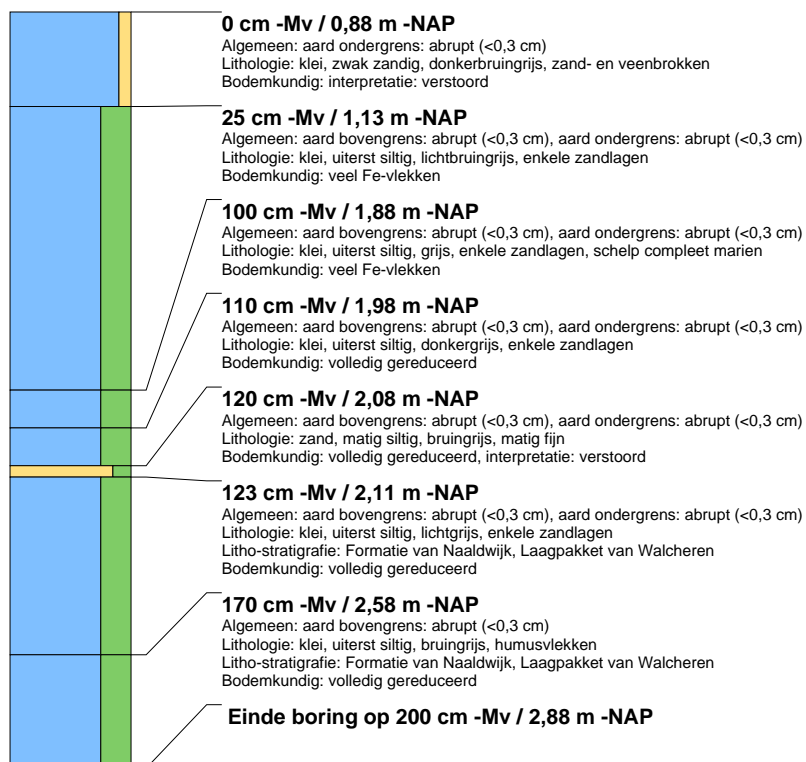 0 cm -Mv / 0,88 m -NAP
Algemeen: aard ondergrens: abrupt (<0,3 cm)
Lithologie: klei, zwak zandig, donkerbruingrijs, zand- en veenbrokken
Bodemkundig: interpretatie: verstoord
25 cm -Mv / 1,13 m -NAP
Algemeen: aard bovengrens: abrupt (<0,3 cm), aard ondergrens: abrupt (<0,3 cm)
Lithologie: klei, uiterst siltig, lichtbruingrijs, enkele zandlagen
Bodemkundig: veel Fe-vlekken
100 cm -Mv / 1,88 m -NAP
Algemeen: aard bovengrens: abrupt (<0,3 cm), aard ondergrens: abrupt (<0,3 cm)
Lithologie: klei, uiterst siltig, grijs, enkele zandlagen, schelp compleet marien
Bodemkundig: veel Fe-vlekken
110 cm -Mv / 1,98 m -NAP
Algemeen: aard bovengrens: abrupt (<0,3 cm), aard ondergrens: abrupt (<0,3 cm)
Lithologie: klei, uiterst siltig, donkergrijs, enkele zandlagen
Bodemkundig: volledig gereduceerd
120 cm -Mv / 2,08 m -NAP
Algemeen: aard bovengrens: abrupt (<0,3 cm), aard ondergrens: abrupt (<0,3 cm)
Lithologie: zand, matig siltig, bruingrijs, matig fijn
Bodemkundig: volledig gereduceerd, interpretatie: verstoord
123 cm -Mv / 2,11 m -NAP
Algemeen: aard bovengrens: abrupt (<0,3 cm), aard ondergrens: abrupt (<0,3 cm)
Lithologie: klei, uiterst siltig, lichtgrijs, enkele zandlagen
Litho-stratigrafie: Formatie van Naaldwijk, Laagpakket van Walcheren
Bodemkundig: volledig gereduceerd
170 cm -Mv / 2,58 m -NAP
Algemeen: aard bovengrens: abrupt (<0,3 cm)
Lithologie: klei, uiterst siltig, bruingrijs, humusvlekken
Litho-stratigrafie: Formatie van Naaldwijk, Laagpakket van Walcheren
Bodemkundig: volledig gereduceerd
Einde boring op 200 cm -Mv / 2,88 m -NAP